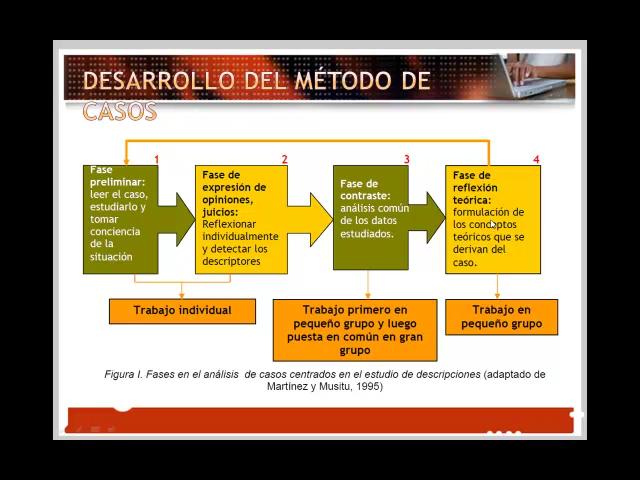 DESARROLLO DEL MÉTODO DE
CASOS
1
Fase
preliminar:
leer el caso,
estudiarlo y
tomar
conciencia
de la
situación
2
Fase de
expresión de
opiniones,
juicios:
Reflexionar
individualmente
y detectar los
descriptores
3
Fase de
contraste:
análisis común
de los datos
estudiados.
4
Fase de
reflexión
teórica:
formulación de
los conceptos
teóricos que se
derivan del
caso.
Trabajo individual
Trabajo primero en
pequeño grupo y luego
puesta en común en gran
grupo
Trabajo en
pequeño grupo
Figura I. Fases en el análisis de casos centrados en el estudio de descripciones (adaptado de
Martínez y Musitu, 1995)